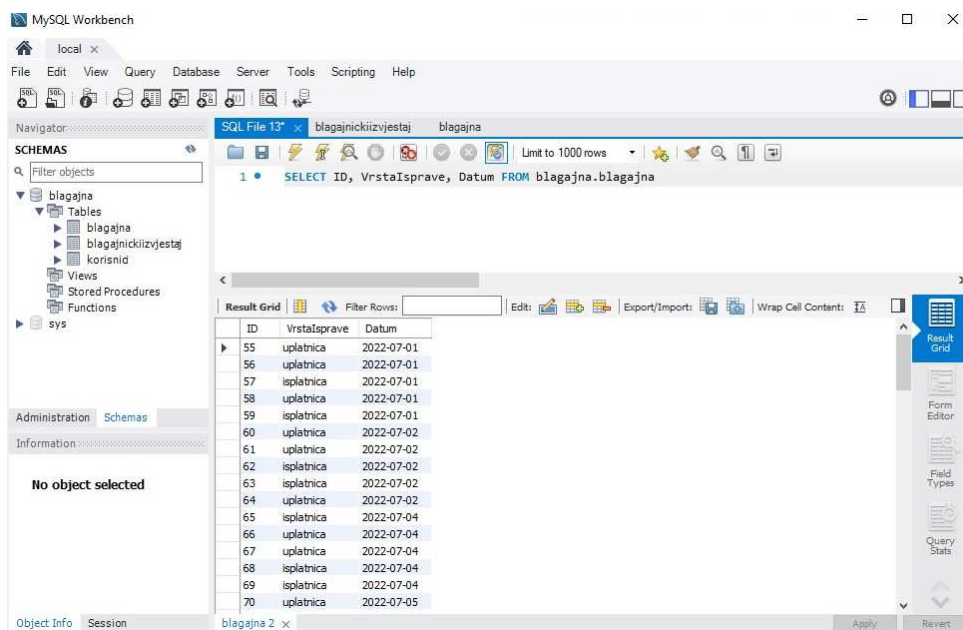 MySQL Workbench
local
File Edit View Query Database Server Tools Scripting Help
Navigator
SQL File 13* blagajnickiizvjestaj blagajna
SCHEMAS
Limit to 1000 rows
Filter objects
1 SELECT ID, VrstaIsprave, Datum FROM blagajna.blagajna
blagajna
Tables
blagajna
blagajnickiizvjestaj
korisnid
Views
Stored Procedures
Functions
sys
Result Grid Filter Rows: Edit: Export/Import: Wrap Cell Content:
ID VrstaIsprave Datum
55 uplatnica 2022-07-01
56 uplatnica 2022-07-01
57 isplatnica 2022-07-01
58 uplatnica 2022-07-01
59 isplatnica 2022-07-01
60 uplatnica 2022-07-02
61 uplatnica 2022-07-02
62 isplatnica 2022-07-02
63 isplatnica 2022-07-02
64 uplatnica 2022-07-02
65 isplatnica 2022-07-04
66 uplatnica 2022-07-04
67 uplatnica 2022-07-04
68 isplatnica 2022-07-04
69 isplatnica 2022-07-04
70 uplatnica 2022-07-05
Result
Grid
Form
Editor
Field
Types
Query
Stats
Administration Schemas
Information
No object selected
Object Info Session
blagajna 2
Apply Revert